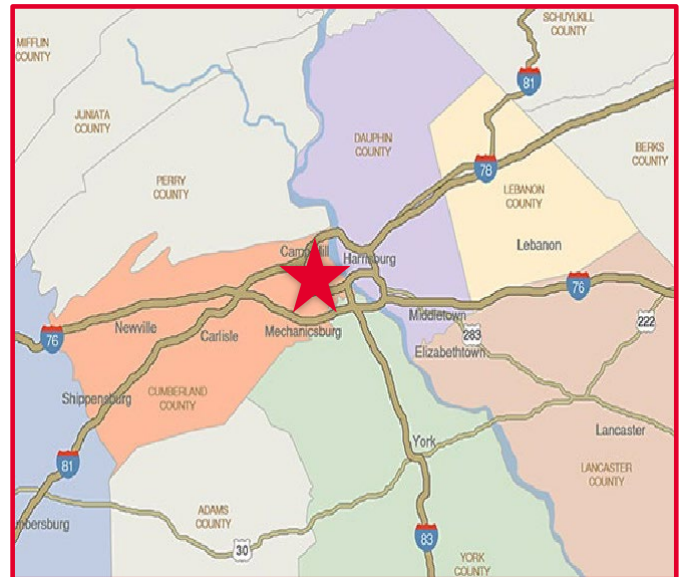 SCHUYLKILL
COUNTY
MIFFLIN
COUNTY
81
JUNIATA
COUNTY
DAUPHIN
COUNTY
BERKS
COUNTY
78
PERRY
COUNTY
LEBANON
COUNTY
Lebanon
Harrisburg
76
Middletown
222
283
76
Newville
Carlisle
Mechanicsburg
Elizabethtown
Shippensburg
CUMBERLAND
COUNTY
Lancaster
York
81
LANCASTER
COUNTY
ADAMS
COUNTY
mbersburg
83
30
YORK
COUNTY